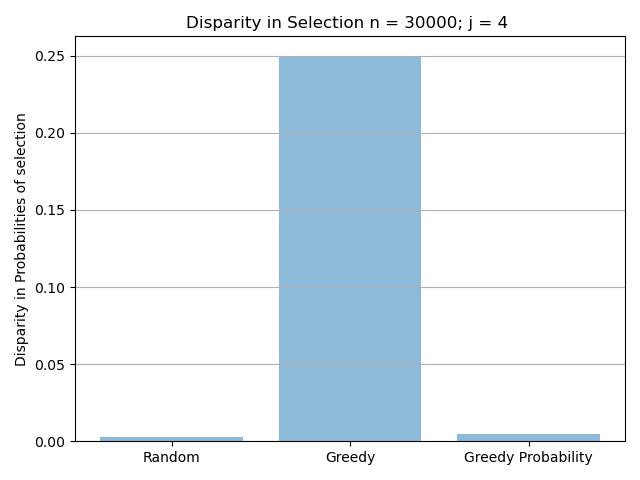 Disparity in Selection n = 30000; j = 4
Disparity in Probabilities of selection
0.25
0.20
0.15
0.10
0.05
0.00
Random
Greedy
Greedy Probability